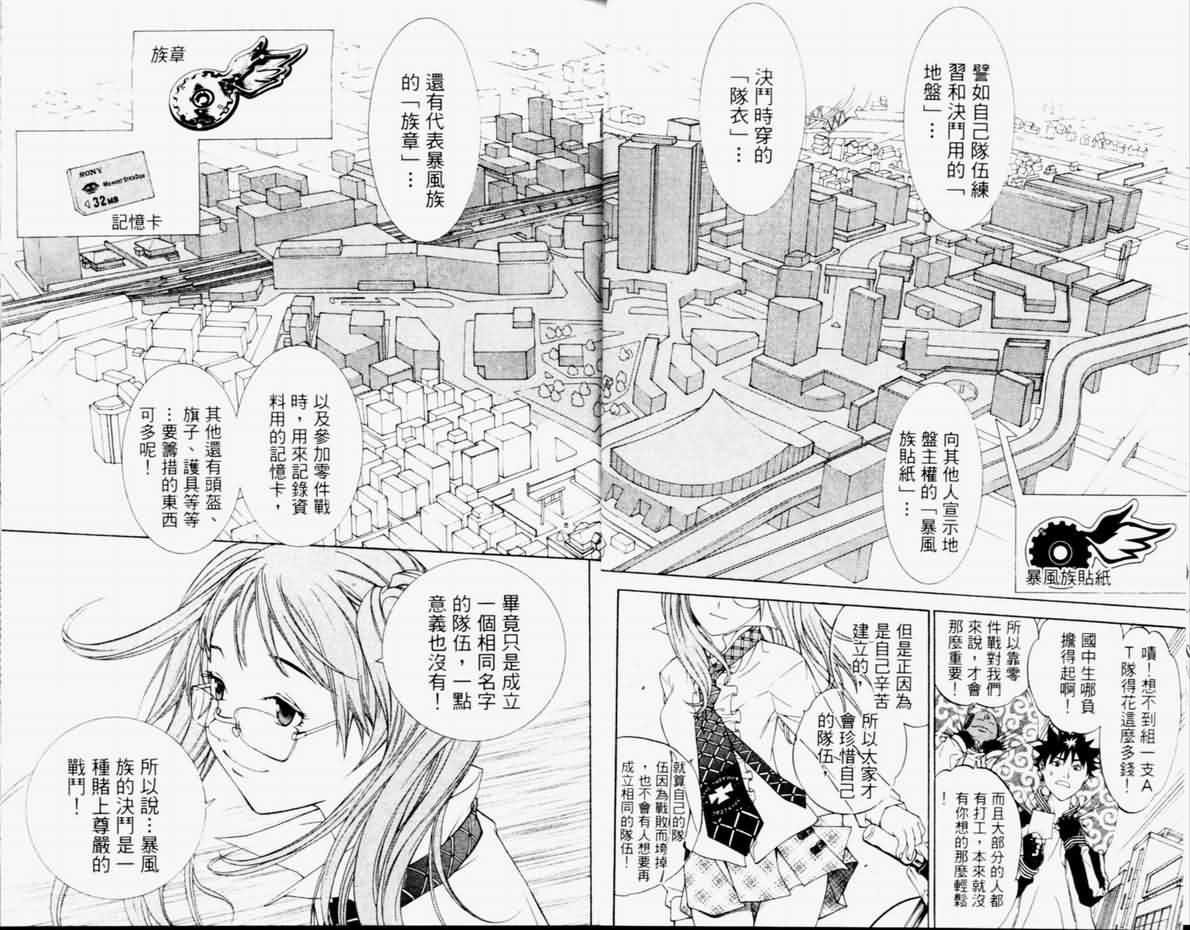 譬如自己隊伍練
習和決鬥用的「
地盤」…
決鬥時穿的
「隊衣」…
向其他人宣示地
盤主權的「暴風
族貼紙」…
暴風族貼紙
還有代表暴風族
的「族章」…
族章
SONY
MEMORY STICK DUO
32MB
記憶卡
以及參加零件戰
時，用來記錄資
料用的記憶卡，
其他還有頭盔、
旗子、護具等等
…要籌措的東西
可多呢！
嘖！想不到組一支A
T隊得花這麼多錢！
國中生哪負
擔得起啊！
所以靠零
件戰對我們
來說，才會
那麼重要！
而且大部分的人都
有打工，本來就沒
有你想的那麼輕鬆
！
但是正因為
是自己辛苦
建立的，
所以大家才
會珍惜自己
的隊伍，
就算自己的隊
伍因為戰敗而垮掉
，也不會有人想要再
成立相同的隊伍！
畢竟只是成立
一個相同名字
的隊伍，一點
意義也沒有！
所以說…暴風
族的決鬥是一
種賭上尊嚴的
戰鬥！